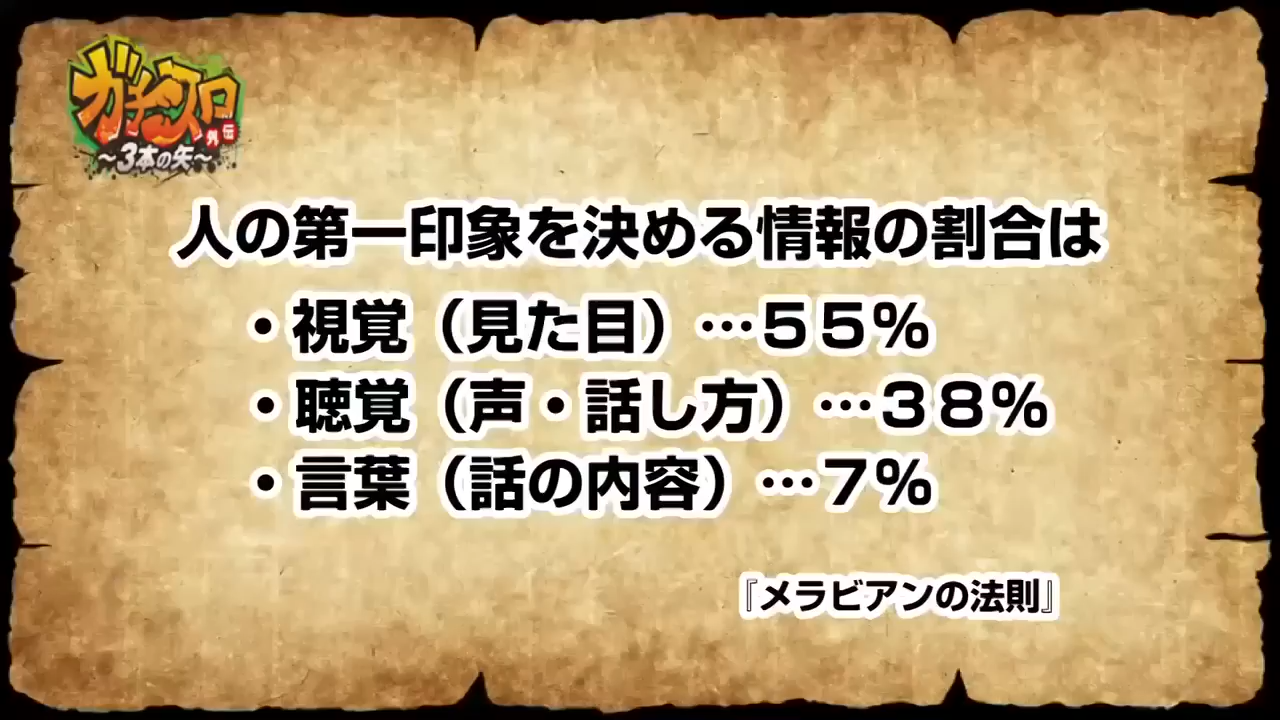 ガチスロ
外伝
～3本の矢～
人の第一印象を決める情報の割合は
・視覚（見た目）…５５％
・聴覚（声・話し方）…３８％
・言葉（話の内容）…７％
『メラビアンの法則』